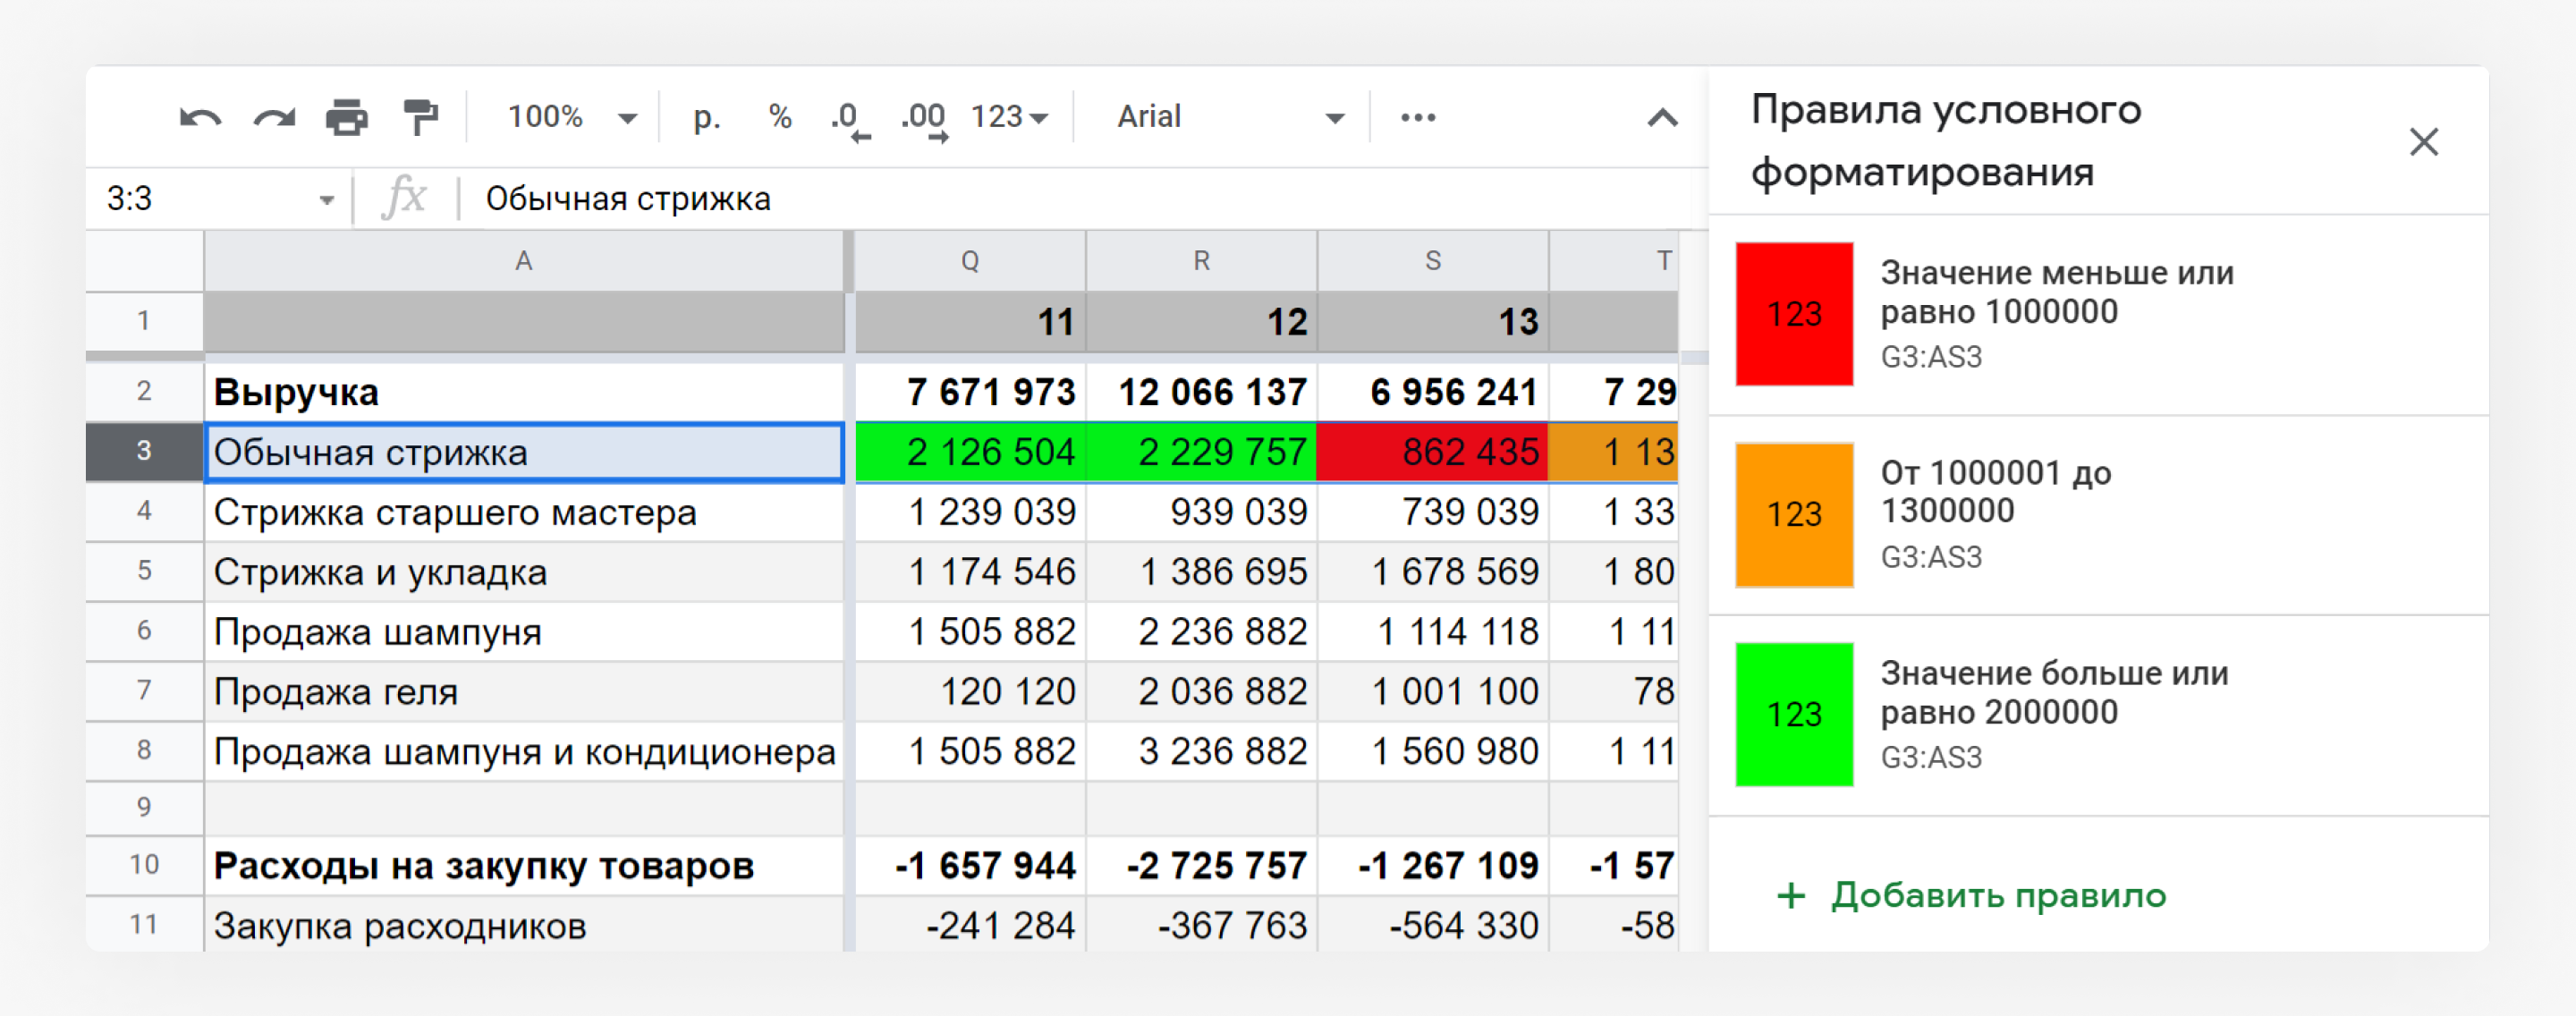 100% р. % .0 .00 123 Arial
3:3 fx Обычная стрижка
A Q R S T
1 11 12 13
2 Выручка 7 671 973 12 066 137 6 956 241 7 29
3 Обычная стрижка 2 126 504 2 229 757 862 435 1 13
4 Стрижка старшего мастера 1 239 039 939 039 739 039 1 33
5 Стрижка и укладка 1 174 546 1 386 695 1 678 569 1 80
6 Продажа шампуня 1 505 882 2 236 882 1 114 118 1 11
7 Продажа геля 120 120 2 036 882 1 001 100 78
8 Продажа шампуня и кондиционера 1 505 882 3 236 882 1 560 980 1 11
9
10 Расходы на закупку товаров -1 657 944 -2 725 757 -1 267 109 -1 57
11 Закупка расходников -241 284 -367 763 -564 330 -58
Правила условного
форматирования
123
Значение меньше или
равно 1000000
G3:AS3
123
От 1000001 до
1300000
G3:AS3
123
Значение больше или
равно 2000000
G3:AS3
+ Добавить правило